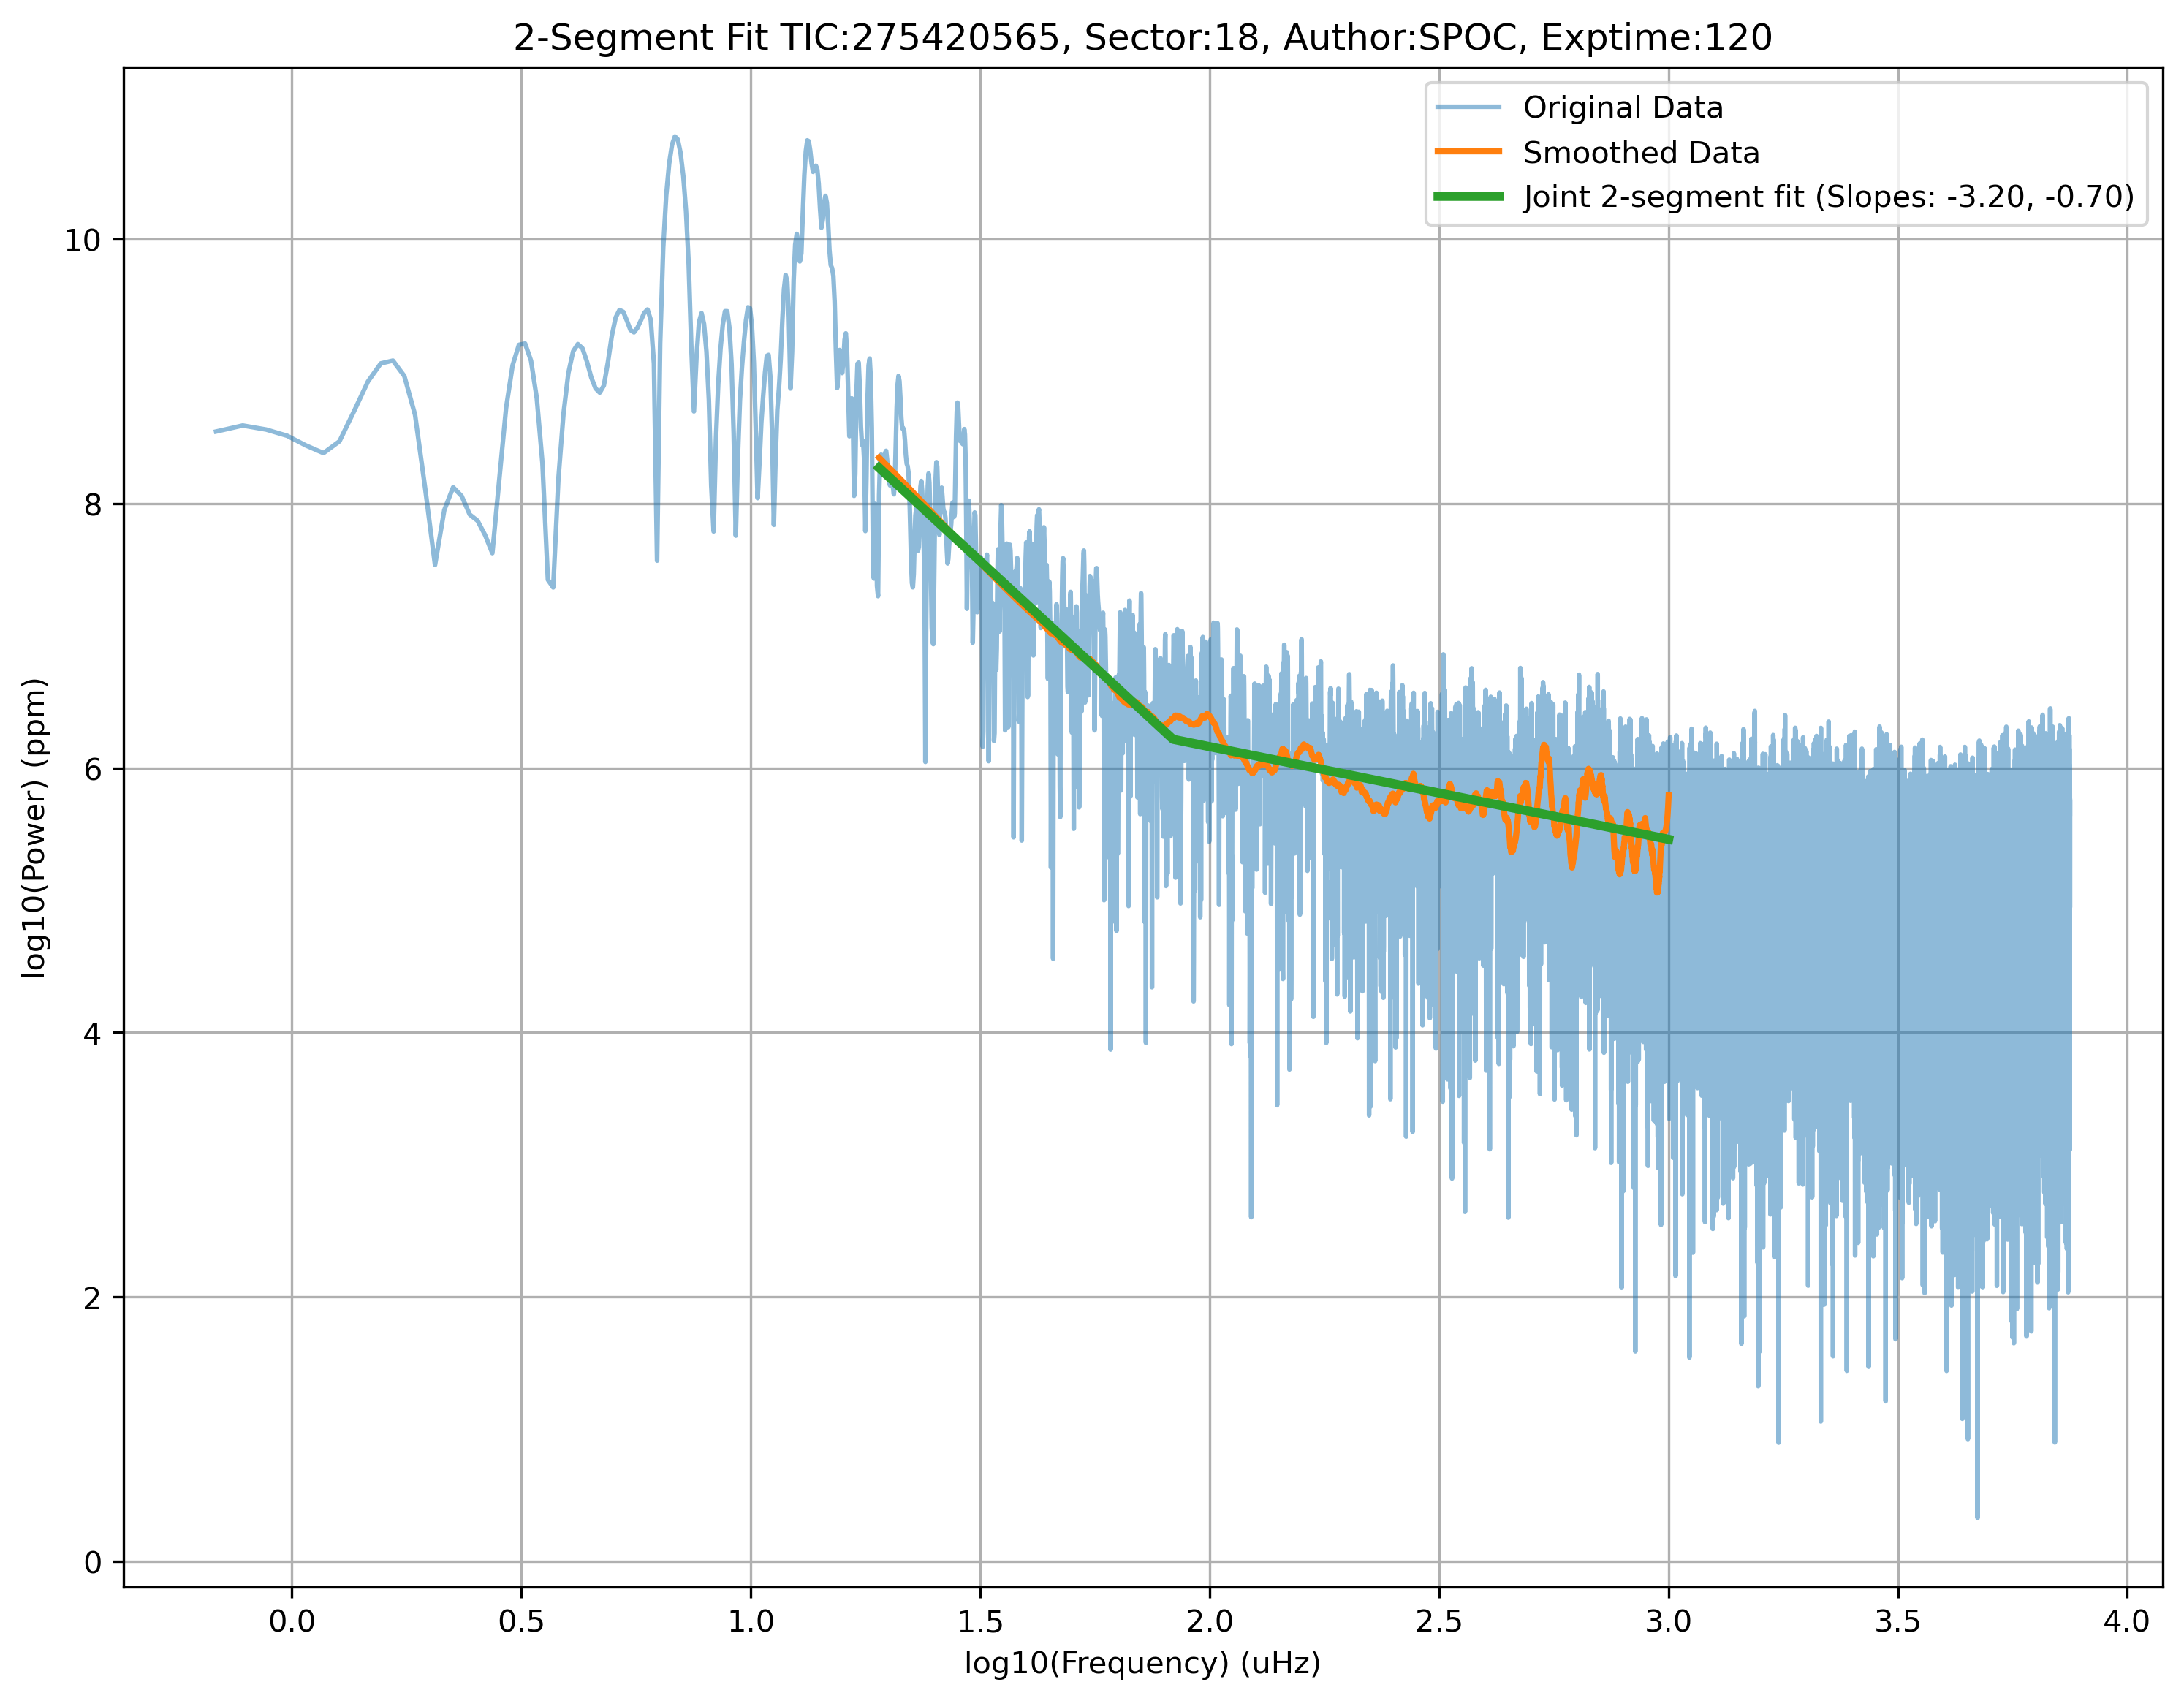 2-Segment Fit TIC:275420565, Sector:18, Author:SPOC, Exptime:120
Original Data
Smoothed Data
Joint 2-segment fit (Slopes: -3.20, -0.70)
log10(Power) (ppm)
10
8
6
4
2
0
0.0 0.5 1.0 1.5 2.0 2.5 3.0 3.5 4.0
log10(Frequency) (uHz)